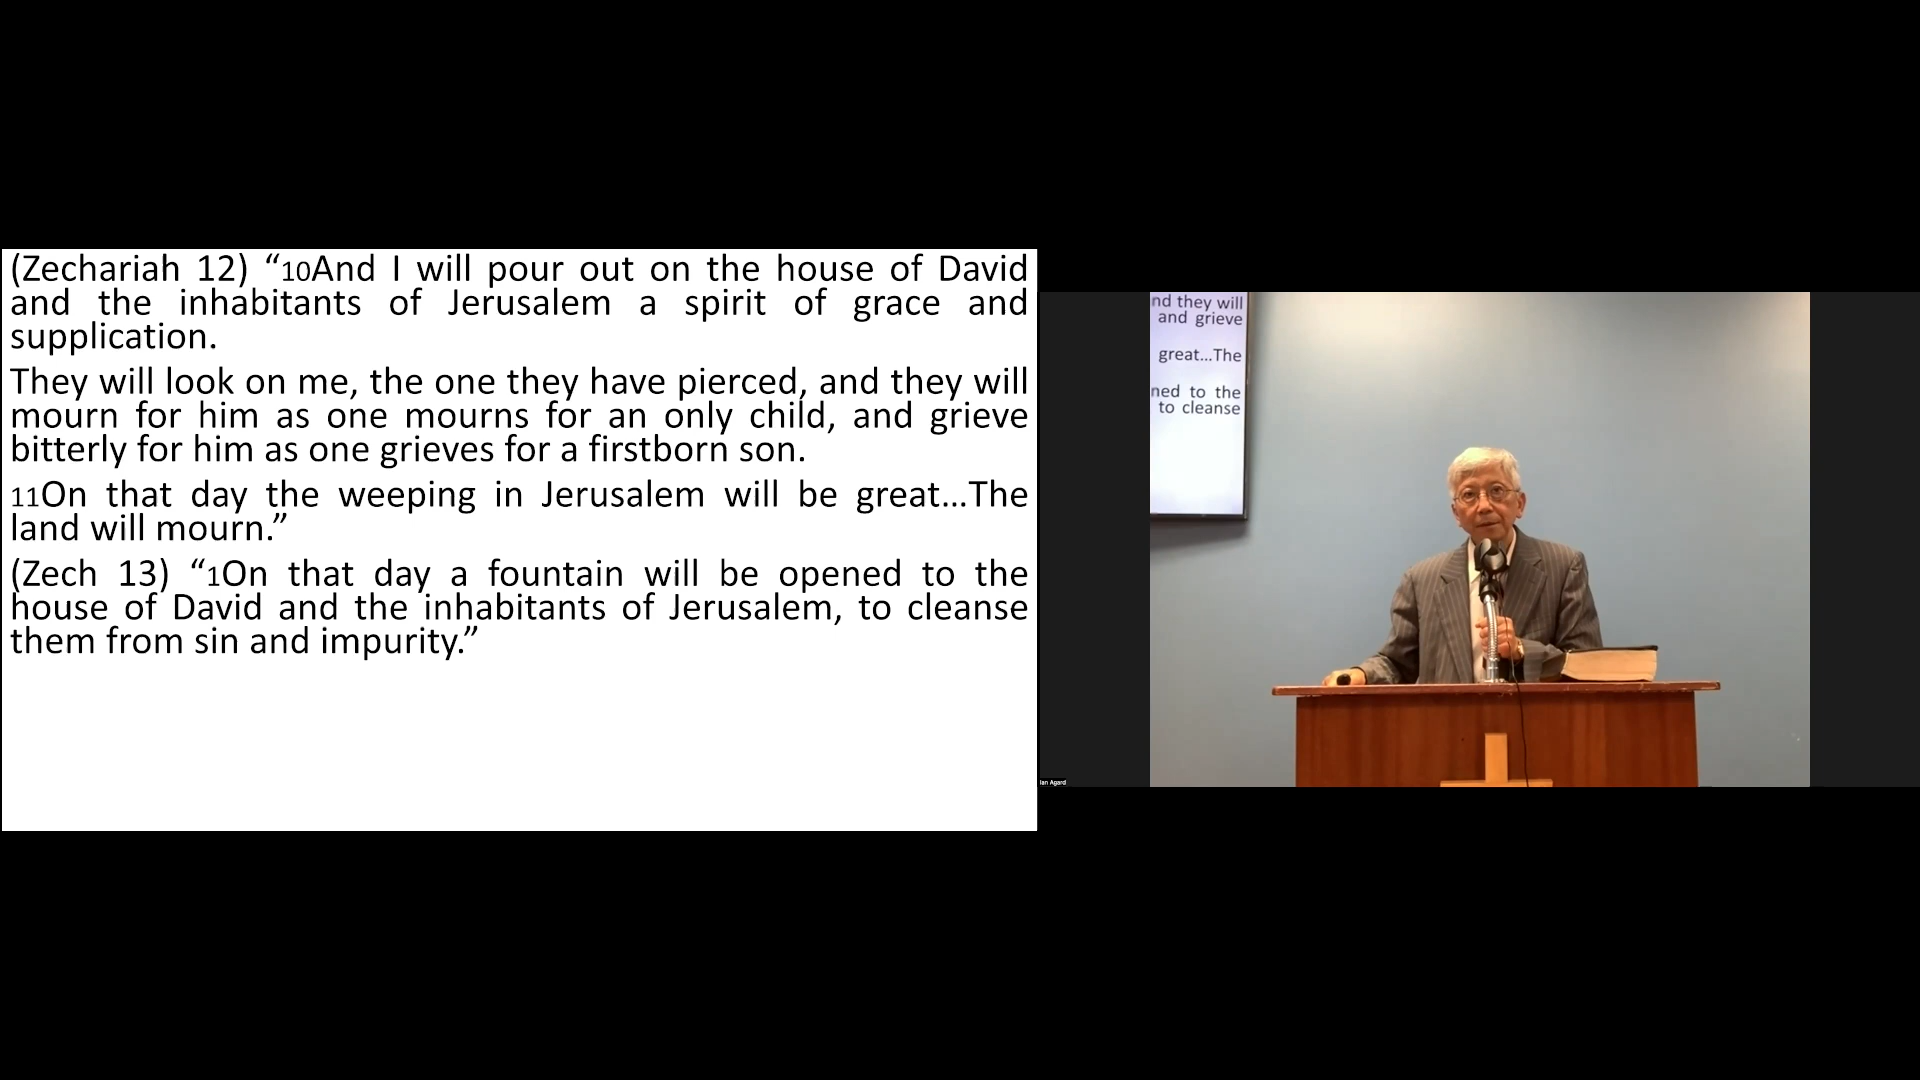 (Zechariah 12) “10And I will pour out on the house of David
and the inhabitants of Jerusalem a spirit of grace and
supplication.
They will look on me, the one they have pierced, and they will
mourn for him as one mourns for an only child, and grieve
bitterly for him as one grieves for a firstborn son.
11On that day the weeping in Jerusalem will be great...The
land will mourn.”
(Zech 13) “1On that day a fountain will be opened to the
house of David and the inhabitants of Jerusalem, to cleanse
them from sin and impurity.”
nd they will
and grieve
great...The
ned to the
to cleanse
Ian Agard